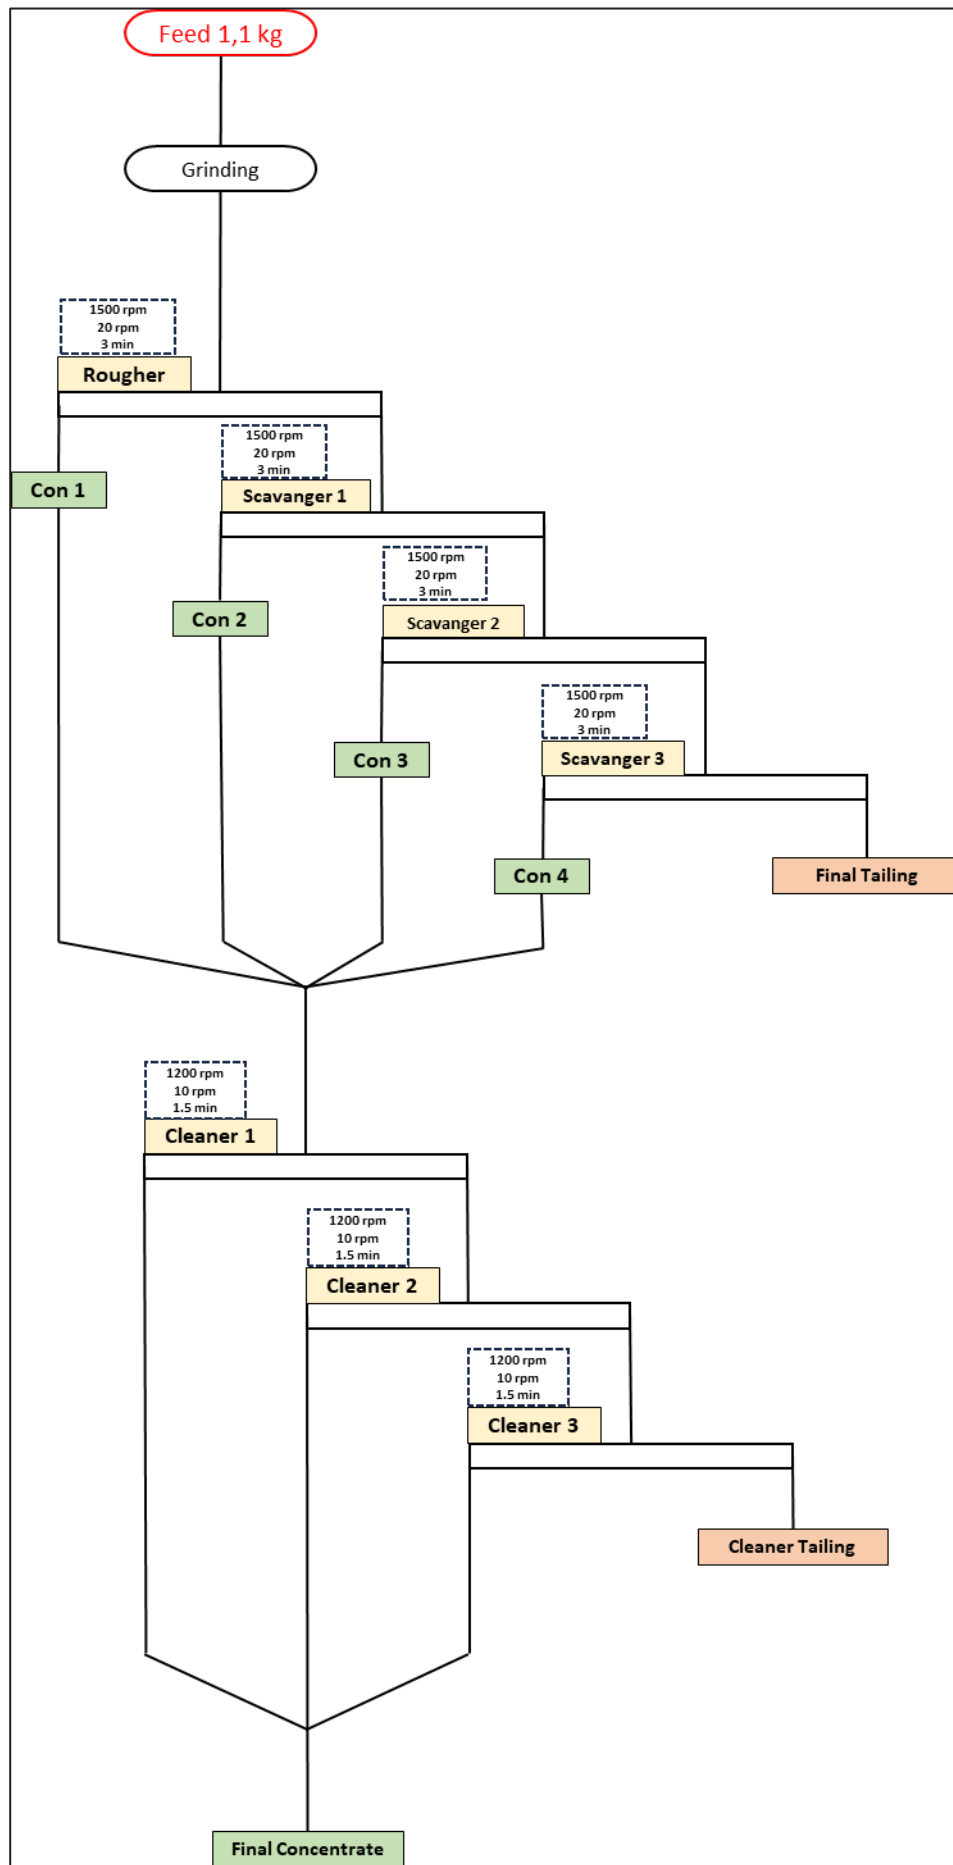 Feed 1,1 kg
Grinding
1500 rpm
20 rpm
3 min
Rougher
1500 rpm
20 rpm
3 min
Con 1
Scavanger 1
1500 rpm
20 rpm
3 min
Con 2
Scavanger 2
1500 rpm
20 rpm
3 min
Con 3
Scavanger 3
Con 4
Final Tailing
1200 rpm
10 rpm
1.5 min
Cleaner 1
1200 rpm
10 rpm
1.5 min
Cleaner 2
1200 rpm
10 rpm
1.5 min
Cleaner 3
Cleaner Tailing
Final Concentrate